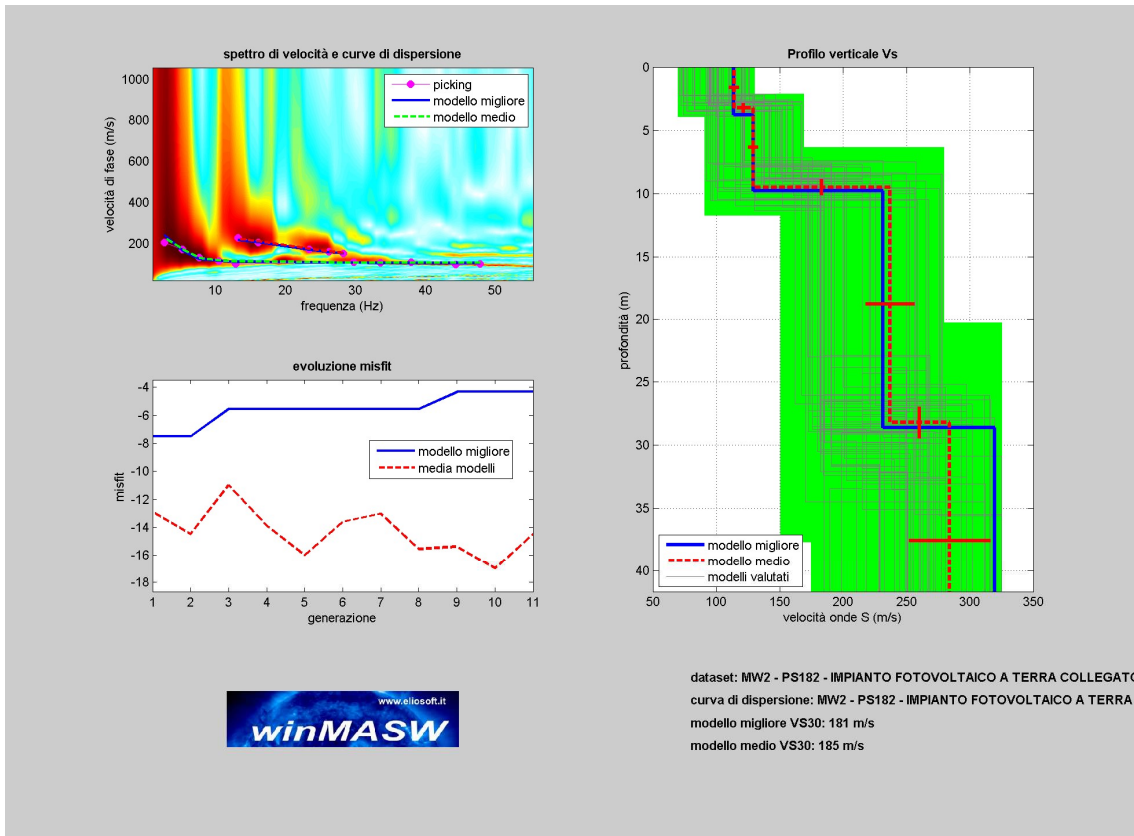 spettro di velocità e curve di dispersione
1000
800
600
400
200
velocità di fase (m/s)
picking
modello migliore
modello medio
10 20 30 40 50
frequenza (Hz)
evoluzione misfit
-4
-6
-8
-10
-12
-14
-16
-18
misfit
modello migliore
media modelli
1 2 3 4 5 6 7 8 9 10 11
generazione
www.eliosoft.it
winMASW
Profilo verticale Vs
0
5
10
15
20
25
30
35
40
profondità (m)
modello migliore
modello medio
modelli valutati
50 100 150 200 250 300 350
velocità onde S (m/s)
dataset: MW2 - PS182 - IMPIANTO FOTOVOLTAICO A TERRA COLLEGATO
curva di dispersione: MW2 - PS182 - IMPIANTO FOTOVOLTAICO A TERRA
modello migliore VS30: 181 m/s
modello medio VS30: 185 m/s